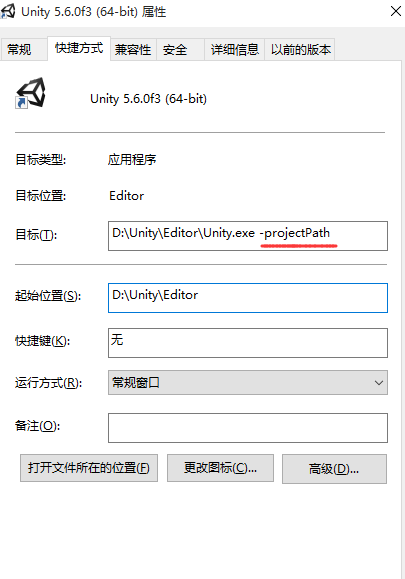 Unity 5.6.0f3 (64-bit) 属性
常规 快捷方式 兼容性 安全 详细信息 以前的版本
Unity 5.6.0f3 (64-bit)
目标类型: 应用程序
目标位置: Editor
目标(T): D:\Unity\Editor\Unity.exe -projectPath
起始位置(S): D:\Unity\Editor
快捷键(K): 无
运行方式(R): 常规窗口
备注(O):
打开文件所在的位置(F) 更改图标(C)... 高级(D)...